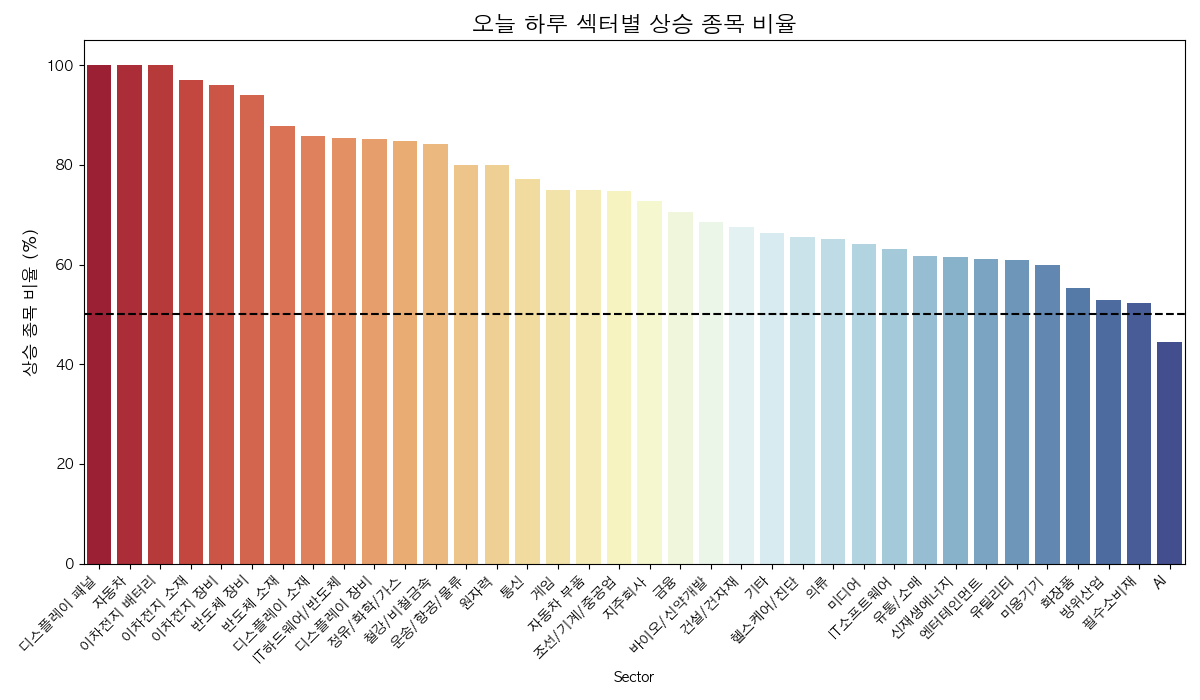 오늘 하루 섹터별 상승 종목 비율
상승 종목 비율 (%)
100
80
60
40
20
0
디스플레이 패널
자동차
이차전지 배터리
이차전지 소재
이차전지 장비
반도체 장비
반도체 소재
디스플레이 소재
IT하드웨어/반도체
디스플레이 장비
정유/화학/가스
철강/비철금속
운송/항공/물류
원자력
통신
게임
자동차 부품
조선/기계/중공업
지주회사
금융
바이오/신약개발
건설/건자재
기타
헬스케어/진단
의류
미디어
IT소프트웨어
유통/소매
신재생에너지
엔터테인먼트
유틸리티
미용기기
화장품
방위산업
필수소비재
AI
Sector